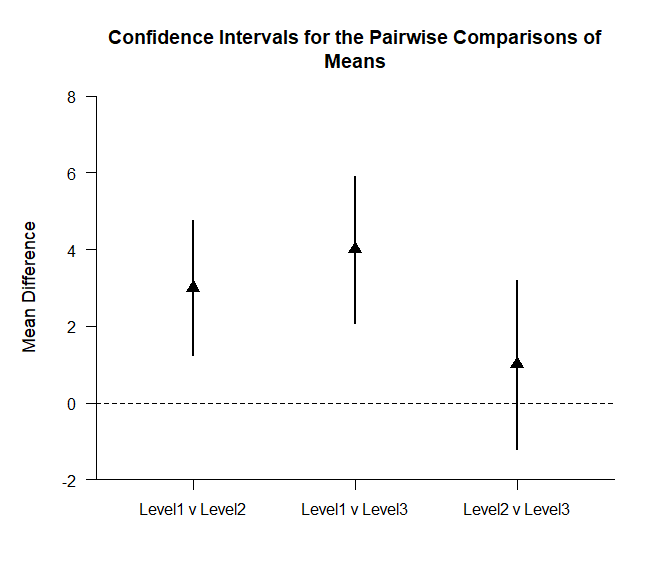 Confidence Intervals for the Pairwise Comparisons of
Means
8
6
4
2
0
-2
Mean Difference
Level1 v Level2
Level1 v Level3
Level2 v Level3